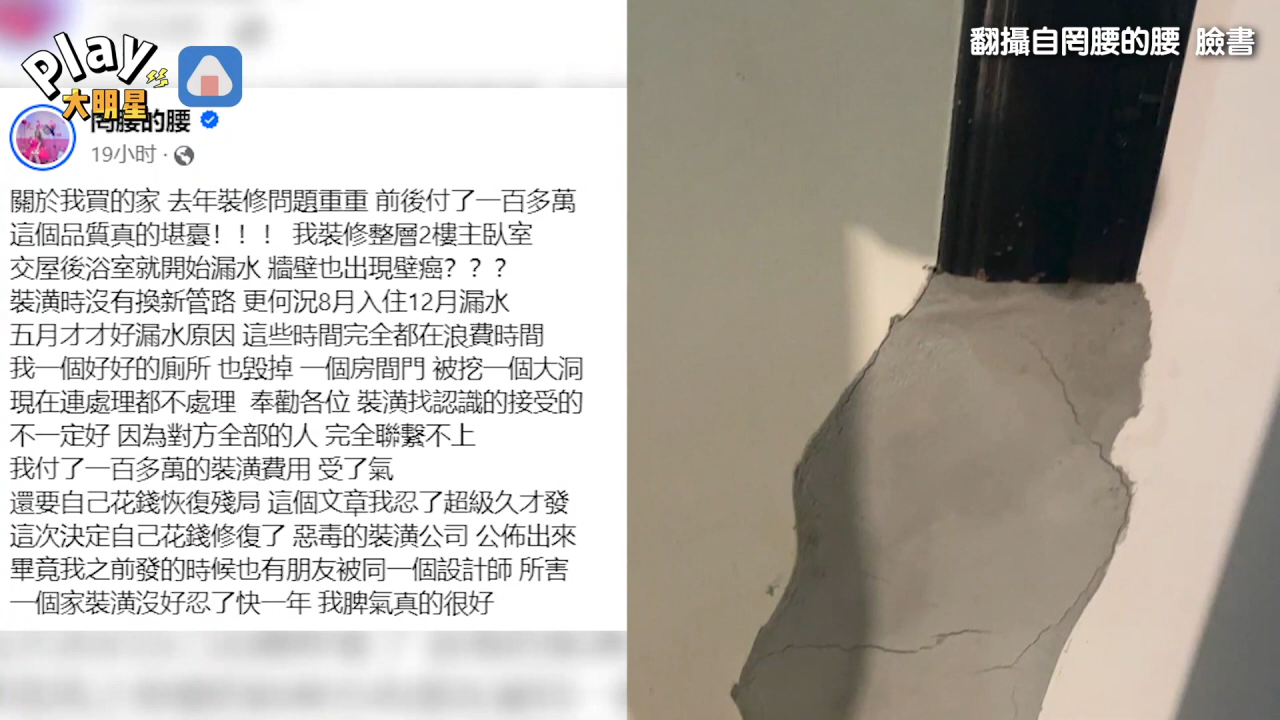 Play
大明星
翻攝自罔腰的腰 臉書
罔腰的腰
19小时
關於我買的家 去年裝修問題重重 前後付了一百多萬
這個品質真的堪憂！！！ 我裝修整層2樓主臥室
交屋後浴室就開始漏水 牆壁也出現壁癌？？？
裝潢時沒有換新管路 更何況8月入住12月漏水
五月才才好漏水原因 這些時間完全都在浪費時間
我一個好好的廁所 也毀掉 一個房間門 被挖一個大洞
現在連處理都不處理 奉勸各位 裝潢找認識的接受的
不一定好 因為對方全部的人 完全聯繫不上
我付了一百多萬的裝潢費用 受了氣
還要自己花錢恢復殘局 這個文章我忍了超級久才發
這次決定自己花錢修復了 惡毒的裝潢公司 公佈出來
畢竟我之前發的時候也有朋友被同一個設計師 所害
一個家裝潢沒好忍了快一年 我脾氣真的很好